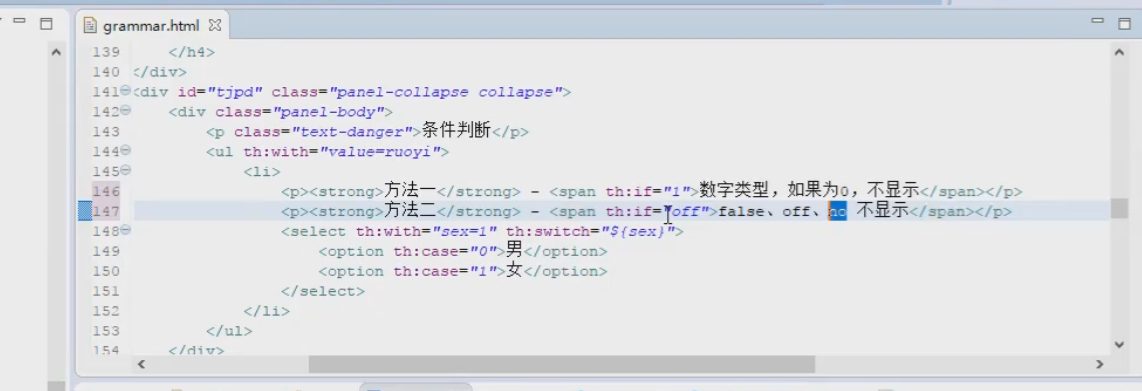 grammar.html
139 </h4>
140 </div>
141 <div id="tjpd" class="panel-collapse collapse">
142 <div class="panel-body">
143 <p class="text-danger">条件判断</p>
144 <ul th:with="value=ruoyi">
145 <li>
146 <p><strong>方法一</strong> - <span th:if="1">数字类型，如果为0，不显示</span></p>
147 <p><strong>方法二</strong> - <span th:if="off">false、off、no 不显示</span></p>
148 <select th:with="sex=1" th:switch="${sex}">
149 <option th:case="0">男</option>
150 <option th:case="1">女</option>
151 </select>
152 </li>
153 </ul>
154 </div>